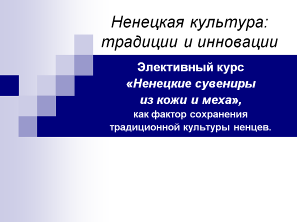 Ненецкая культура:
традиции и инновации
Элективный курс
«Ненецкие сувениры
из кожи и меха»,
как фактор сохранения
традиционной культуры ненцев.